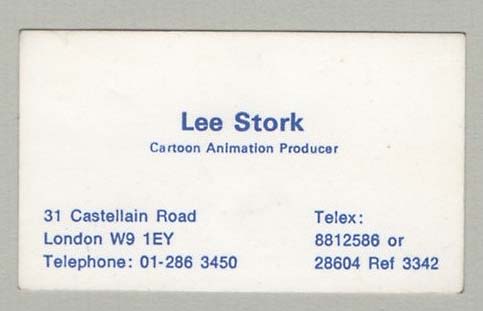 Lee Stork
Cartoon Animation Producer
31 Castellain Road
London W9 1EY
Telephone: 01-286 3450
Telex:
8812586 or
28604 Ref 3342